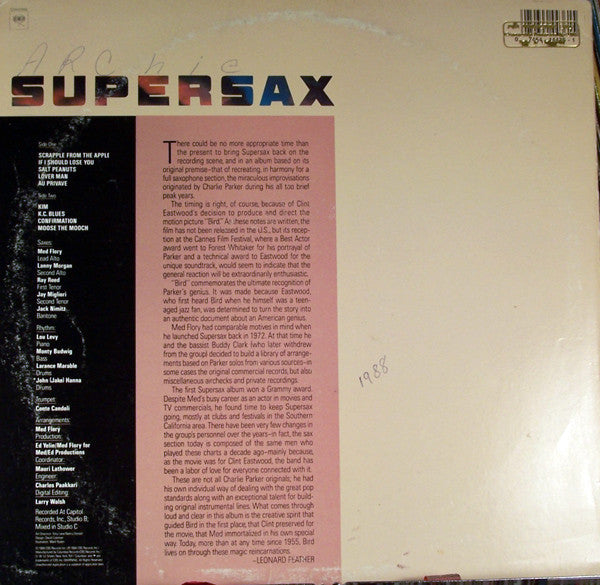 Archie
SUPERSAX
Side One
SCRAPPLE FROM THE APPLE
IF I SHOULD LOSE YOU
SALT PEANUTS
LOVER MAN
AU PRIVAVE
Side Two
KIM
K.C. BLUES
CONFIRMATION
MOOSE THE MOOCH
Saxes:
Med Flory
Lead Alto
Lanny Morgan
Second Alto
Ray Reed
First Tenor
Jay Migliori
Second Tenor
Jack Nimitz
Baritone
Rhythm:
Lou Levy
Piano
Monty Budwig
Bass
Larance Marable
Drums
John (Jake) Hanna
Drums
Trumpet
Conte Candoli
Arrangements:
Med Flory
Production:
Ed Yelin/Med Flory for
Med/Ed Productions
Coordinator:
Mauri Lathower
Engineer:
Charles Paakkari
Digital Editing:
Larry Walsh
Recorded At Capitol
Records, Inc., Studio B;
Mixed in Studio C
There could be no more appropriate time than
the present to bring Supersax back on the
recording scene, and in an album based on its
original premise–that of recreating, in harmony for a
full saxophone section, the miraculous improvisations
originated by Charlie Parker during his all too brief
peak years.
The timing is right, of course, because of Clint
Eastwood's decision to produce and direct the
motion picture "Bird." As these notes are written, the
film has not been released in the U.S., but its recep-
tion at the Cannes Film Festival, where a Best Actor
award went to Forest Whitaker for his portrayal of
Parker and a technical award to Eastwood for the
unique soundtrack, would seem to indicate that the
general reaction will be extraordinarily enthusiastic.
"Bird" commemorates the ultimate recognition of
Parker's genius. It was made because Eastwood,
who first heard Bird when he himself was a teen-
aged jazz fan, was determined to turn the story into
an authentic document about an American genius.
Med Flory had comparable motives in mind when
he launched Supersax back in 1972. At that time he
and the bassist Buddy Clark (who later withdrew
from the group) decided to build a library of arrange-
ments based on Parker solos from various sources–in
some cases the original commercial records, but also
miscellaneous airchecks and private recordings.
The first Supersax album won a Grammy award.
Despite Med's busy career as an actor in movies and
TV commercials, he found time to keep Supersax
going, mostly at clubs and festivals in the Southern
California area. There have been very few changes in
the group's personnel over the years–in fact, the sax
section today is composed of the same men who
played these charts a decade ago–mainly because,
as the movie was for Clint Eastwood, the band has
been a labor of love for everyone connected with it.
These are not all Charlie Parker originals; he had
his own individual way of dealing with the great pop
standards along with an exceptional talent for build-
ing original instrumental lines. What comes through
loud and clear in this album is the creative spirit that
guided Bird in the first place, that Clint preserved for
the movie, that Med immortalized in his own special
way. Today, more than at any time since 1955, Bird
lives on through these magic reincarnations.
–LEONARD FEATHER
1988